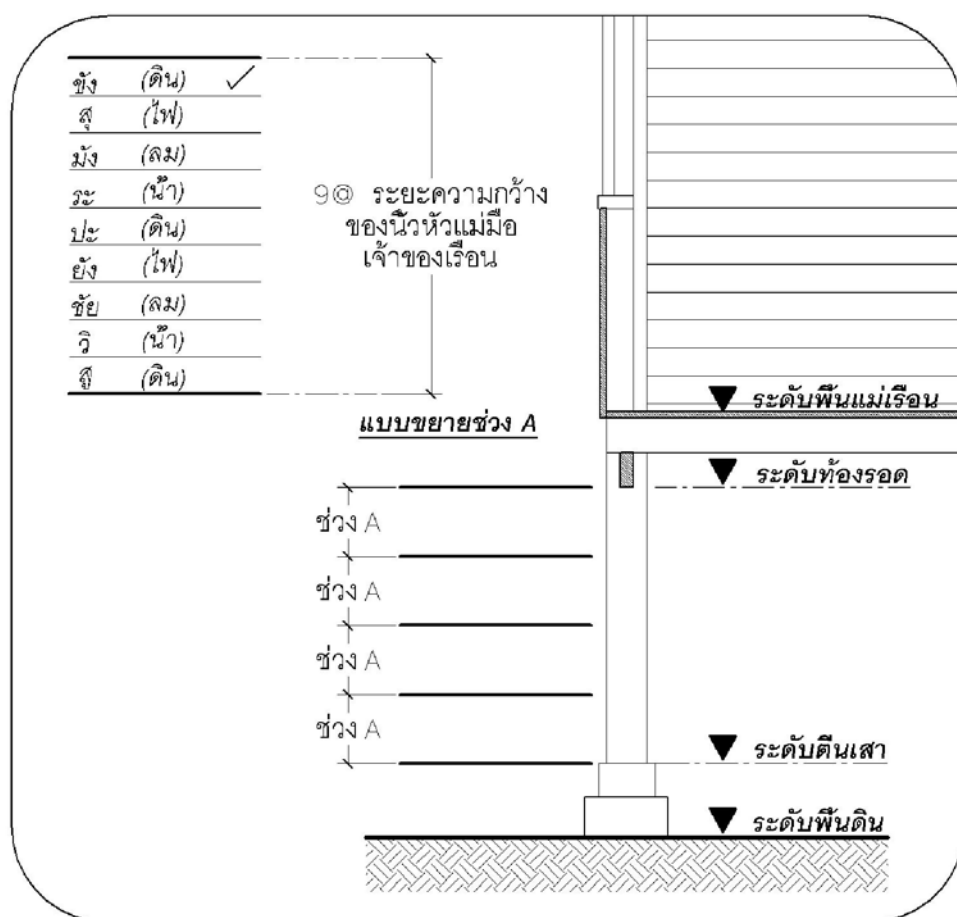 ขัง (ดิน) ✓
สุ (ไฟ)
มัง (ลม)
ระ (น้ำ)
ปะ (ดิน)
ยัง (ไฟ)
ชัย (ลม)
วิ (น้ำ)
สี (ดิน)
9@ ระยะความกว้าง
ของนิ้วหัวแม่มือ
เจ้าของเรือน
แบบขยายช่วง A
ระดับพื้นแม่เรือน
ระดับท้องรอด
ช่วง A
ช่วง A
ช่วง A
ช่วง A
ระดับตีนเสา
ระดับพื้นดิน